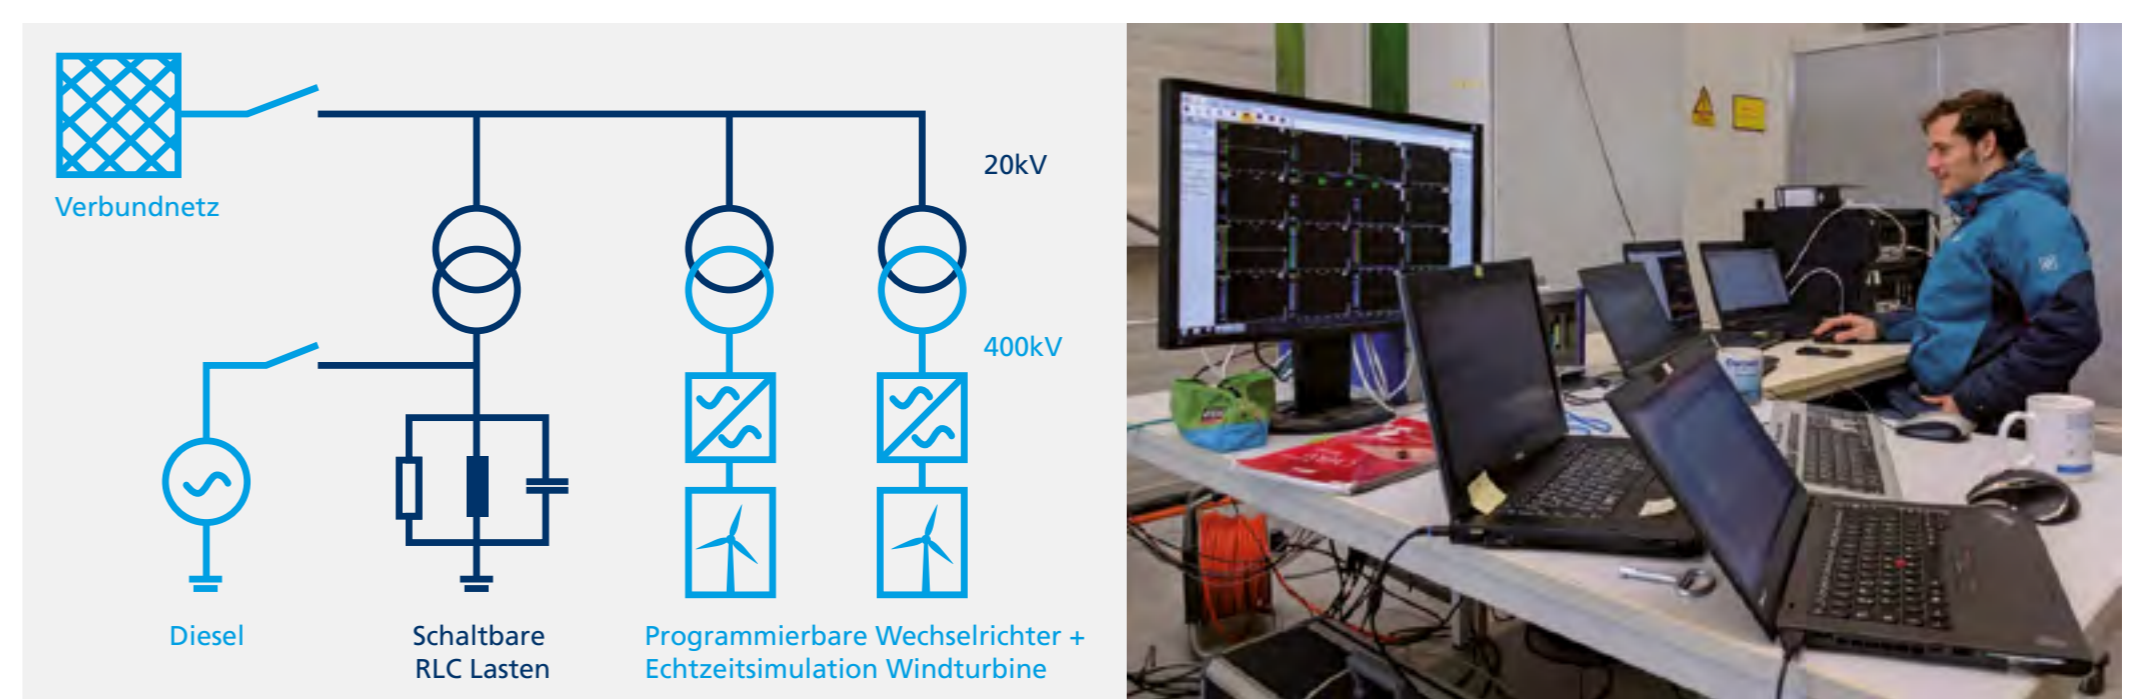 Verbundnetz
20kV
400kV
Diesel
Schaltbare
RLC Lasten
Programmierbare Wechselrichter +
Echtzeitsimulation Windturbine